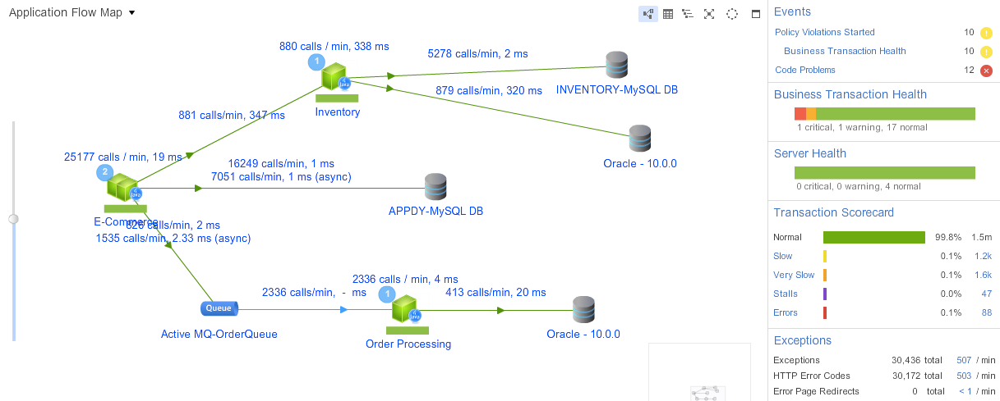 Application Flow Map
880 calls / min, 338 ms
1
Java
Inventory
5278 calls/min, 2 ms
INVENTORY-MySQL DB
879 calls/min, 320 ms
Oracle - 10.0.0
881 calls/min, 347 ms
25177 calls / min, 19 ms
2
Java
E-Commerce
16249 calls/min, 1 ms
7051 calls/min, 1 ms (async)
APPDY-MySQL DB
826 calls/min, 2 ms
1535 calls/min, 2.33 ms (async)
Queue
Active MQ-OrderQueue
2336 calls/min, - ms
2336 calls / min, 4 ms
1
Java
Order Processing
413 calls/min, 20 ms
Oracle - 10.0.0
Events
Policy Violations Started 10 !
Business Transaction Health 10 !
Code Problems 12
Business Transaction Health
1 critical, 1 warning, 17 normal
Server Health
0 critical, 0 warning, 4 normal
Transaction Scorecard
Normal 99.8% 1.5m
Slow 0.1% 1.2k
Very Slow 0.1% 1.6k
Stalls 0.0% 47
Errors 0.1% 88
Exceptions
Exceptions 30,436 total 507 / min
HTTP Error Codes 30,172 total 503 / min
Error Page Redirects 0 total < 1 / min